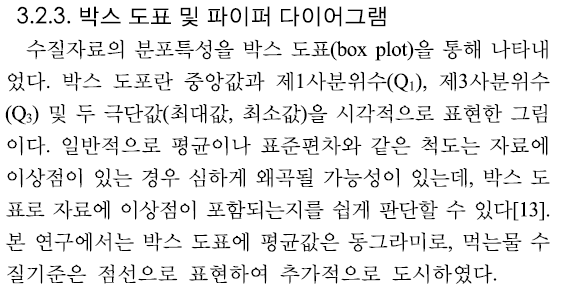 3.2.3. 박스 도표 및 파이퍼 다이어그램
수질자료의 분포특성을 박스 도표(box plot)을 통해 나타내
었다. 박스 도포란 중앙값과 제1사분위수(Q₁), 제3사분위수
(Q₃) 및 두 극단값(최대값, 최소값)을 시각적으로 표현한 그림
이다. 일반적으로 평균이나 표준편차와 같은 척도는 자료에
이상점이 있는 경우 심하게 왜곡될 가능성이 있는데, 박스 도
표로 자료에 이상점이 포함되는지를 쉽게 판단할 수 있다[13].
본 연구에서는 박스 도표에 평균값은 동그라미로, 먹는물 수
질기준은 점선으로 표현하여 추가적으로 도시하였다.